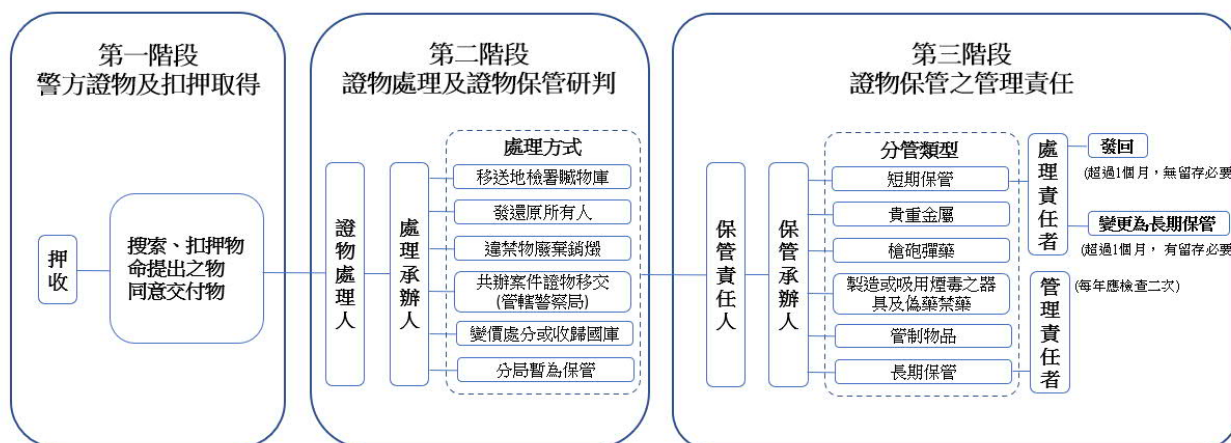 第一階段
警方證物及扣押取得
押收
搜索、扣押物
命提出之物
同意交付物
第二階段
證物處理及證物保管研判
證物處理人
處理承辦人
處理方式
移送地檢署贓物庫
發還原所有人
違禁物廢棄銷燬
共辦案件證物移交
(管轄警察局)
變價處分或收歸國庫
分局暫為保管
第三階段
證物保管之管理責任
保管責任人
保管承辦人
分管類型
短期保管
貴重金屬
槍砲彈藥
製造或吸用煙毒之器
具及偽藥禁藥
管制物品
長期保管
處理責任者
發回
(超過1個月，無留存必要
變更為長期保管
(超過1個月， 有留存必要
管理責任者
(每年應檢查二次)